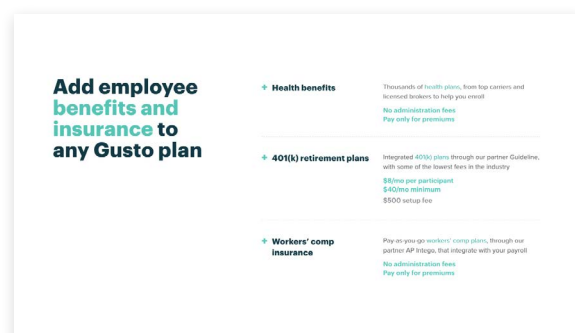 Add employee
benefits and
insurance to
any Gusto plan
+ Health benefits
Thousands of health plans, from top carriers and
licensed brokers to help you enroll
No administration fees
Pay only for premiums
+ 401(k) retirement plans
Integrated 401(k) plans through our partner Guideline,
with some of the lowest fees in the industry
$8/mo per participant
$40/mo minimum
$500 setup fee
+ Workers' comp
insurance
Pay-as-you-go workers' comp plans, through our
partner AP Intego, that integrate with your payroll
No administration fees
Pay only for premiums